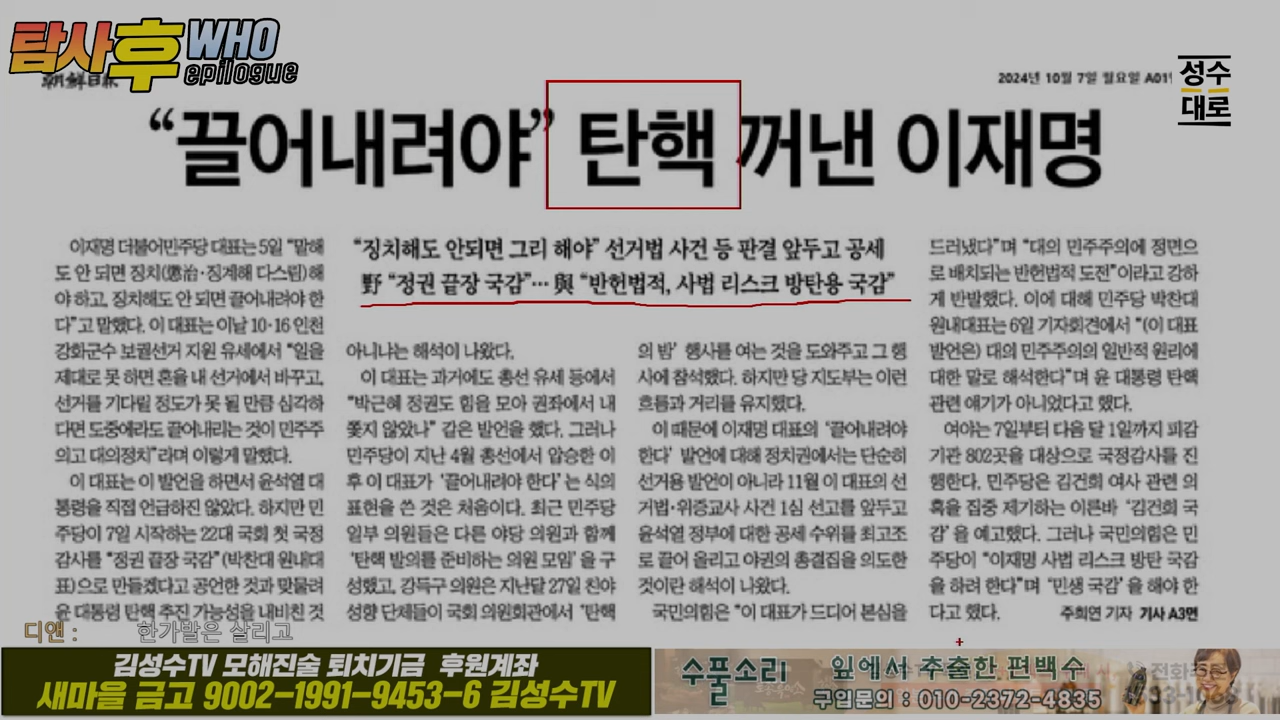 탐사후 WHO
epilogue
朝鮮日報
2024년 10월 7일 월요일 A01
성수
대로
“끌어내려야” 탄핵 꺼낸 이재명
“징치해도 안되면 그리 해야” 선거법 사건 등 판결 앞두고 공세
野 “정권 끝장 국감”… 與 “반헌법적, 사법 리스크 방탄용 국감”
이재명 더불어민주당 대표는 5일 “말해
도 안 되면 징치(懲治·징계해 다스림)해
야 하고, 징치해도 안 되면 끌어내려야 한
다”고 말했다. 이 대표는 이날 10·16 인천
강화군수 보궐선거 지원 유세에서 “일을
제대로 못 하면 혼을 내 선거에서 바꾸고,
선거를 기다릴 정도가 못 될 만큼 심각하
다면 도중에라도 끌어내리는 것이 민주주
의고 대의정치”라며 이렇게 말했다.
이 대표는 이 발언을 하면서 윤석열 대
통령을 직접 언급하진 않았다. 하지만 민
주당이 7일 시작하는 22대 국회 첫 국정
감사를 “정권 끝장 국감”(박찬대 원내대
표)으로 만들겠다고 공언한 것과 맞물려
윤 대통령 탄핵 추진 가능성을 내비친 것
아니냐는 해석이 나왔다.
이 대표는 과거에도 총선 유세 등에서
“박근혜 정권도 힘을 모아 권좌에서 내
쫓지 않았나” 같은 발언을 했다. 그러나
민주당이 지난 4월 총선에서 압승한 이
후 이 대표가 ‘끌어내려야 한다’는 식의
표현을 쓴 것은 처음이다. 최근 민주당
일부 의원들은 다른 야당 의원과 함께
‘탄핵 발의를 준비하는 의원 모임’을 구
성했고, 강득구 의원은 지난달 27일 친야
성향 단체들이 국회 의원회관에서 ‘탄핵
의 밤’ 행사를 여는 것을 도와주고 그 행
사에 참석했다. 하지만 당 지도부는 이런
흐름과 거리를 유지했다.
이 때문에 이재명 대표의 ‘끌어내려야
한다’ 발언에 대해 정치권에서는 단순히
선거용 발언이 아니라 11월 이 대표의 선
거법·위증교사 사건 1심 선고를 앞두고
윤석열 정부에 대한 공세 수위를 최고조
로 끌어 올리고 야권의 총결집을 의도한
것이란 해석이 나왔다.
국민의힘은 “이 대표가 드디어 본심을
드러냈다”며 “대의 민주주의에 정면으
로 배치되는 반헌법적 도전”이라고 강하
게 반발했다. 이에 대해 민주당 박찬대
원내대표는 6일 기자회견에서 “(이 대표
발언은) 대의 민주주의의 일반적 원리에
대한 말로 해석한다”며 윤 대통령 탄핵
관련 얘기가 아니었다고 했다.
여야는 7일부터 다음 달 1일까지 피감
기관 802곳을 대상으로 국정감사를 진
행한다. 민주당은 김건희 여사 관련 의
혹을 집중 제기하는 이른바 ‘김건희 국
감’을 예고했다. 그러나 국민의힘은 민
주당이 “이재명 사법 리스크 방탄 국감
을 하려 한다”며 ‘민생 국감’을 해야 한
다고 했다. 주희연 기자 기사 A3면
디앤 : 한가발은 살리고
김성수TV 모해진술 퇴치기금 후원계좌
새마을 금고 9002-1991-9453-6 김성수TV
수풀소리
잎에서 추출한 편백수
구입문의 : 010-2372-4835